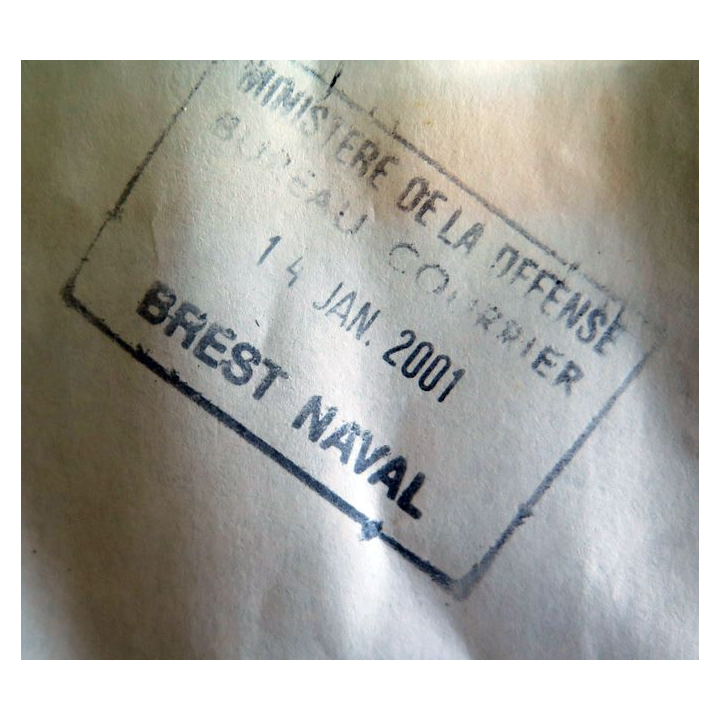 MINISTERE DE LA DEFENSE
BUREAU COURRIER
14 JAN. 2001
BREST NAVAL